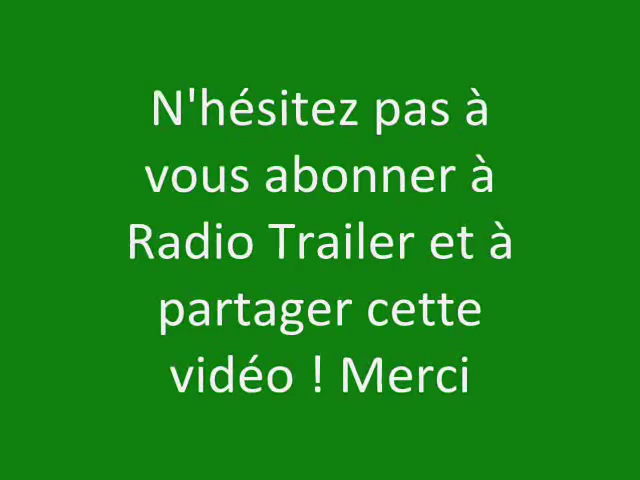 N'hésitez pas à
vous abonner à
Radio Trailer et à
partager cette
vidéo ! Merci